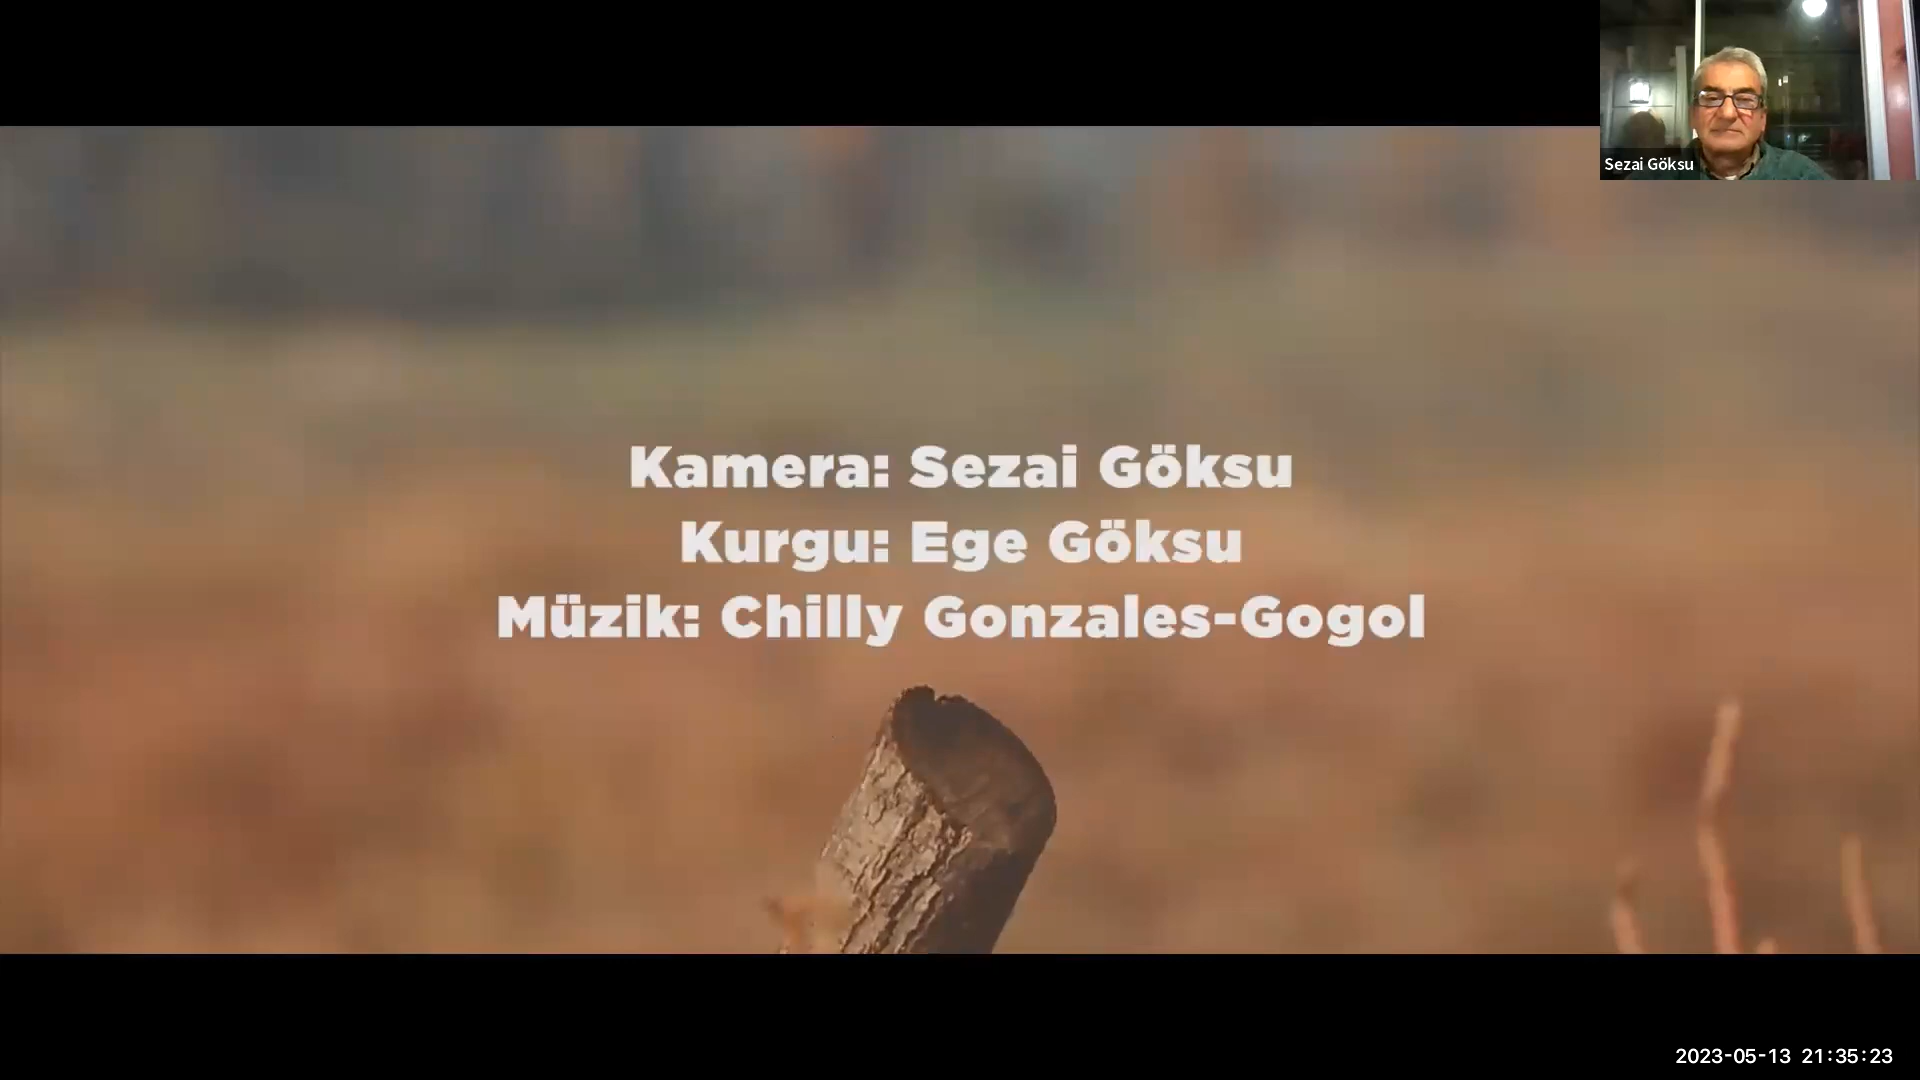 Sezai Göksu
Kamera: Sezai Göksu
Kurgu: Ege Göksu
Müzik: Chilly Gonzales-Gogol
2023-05-13 21:35:23